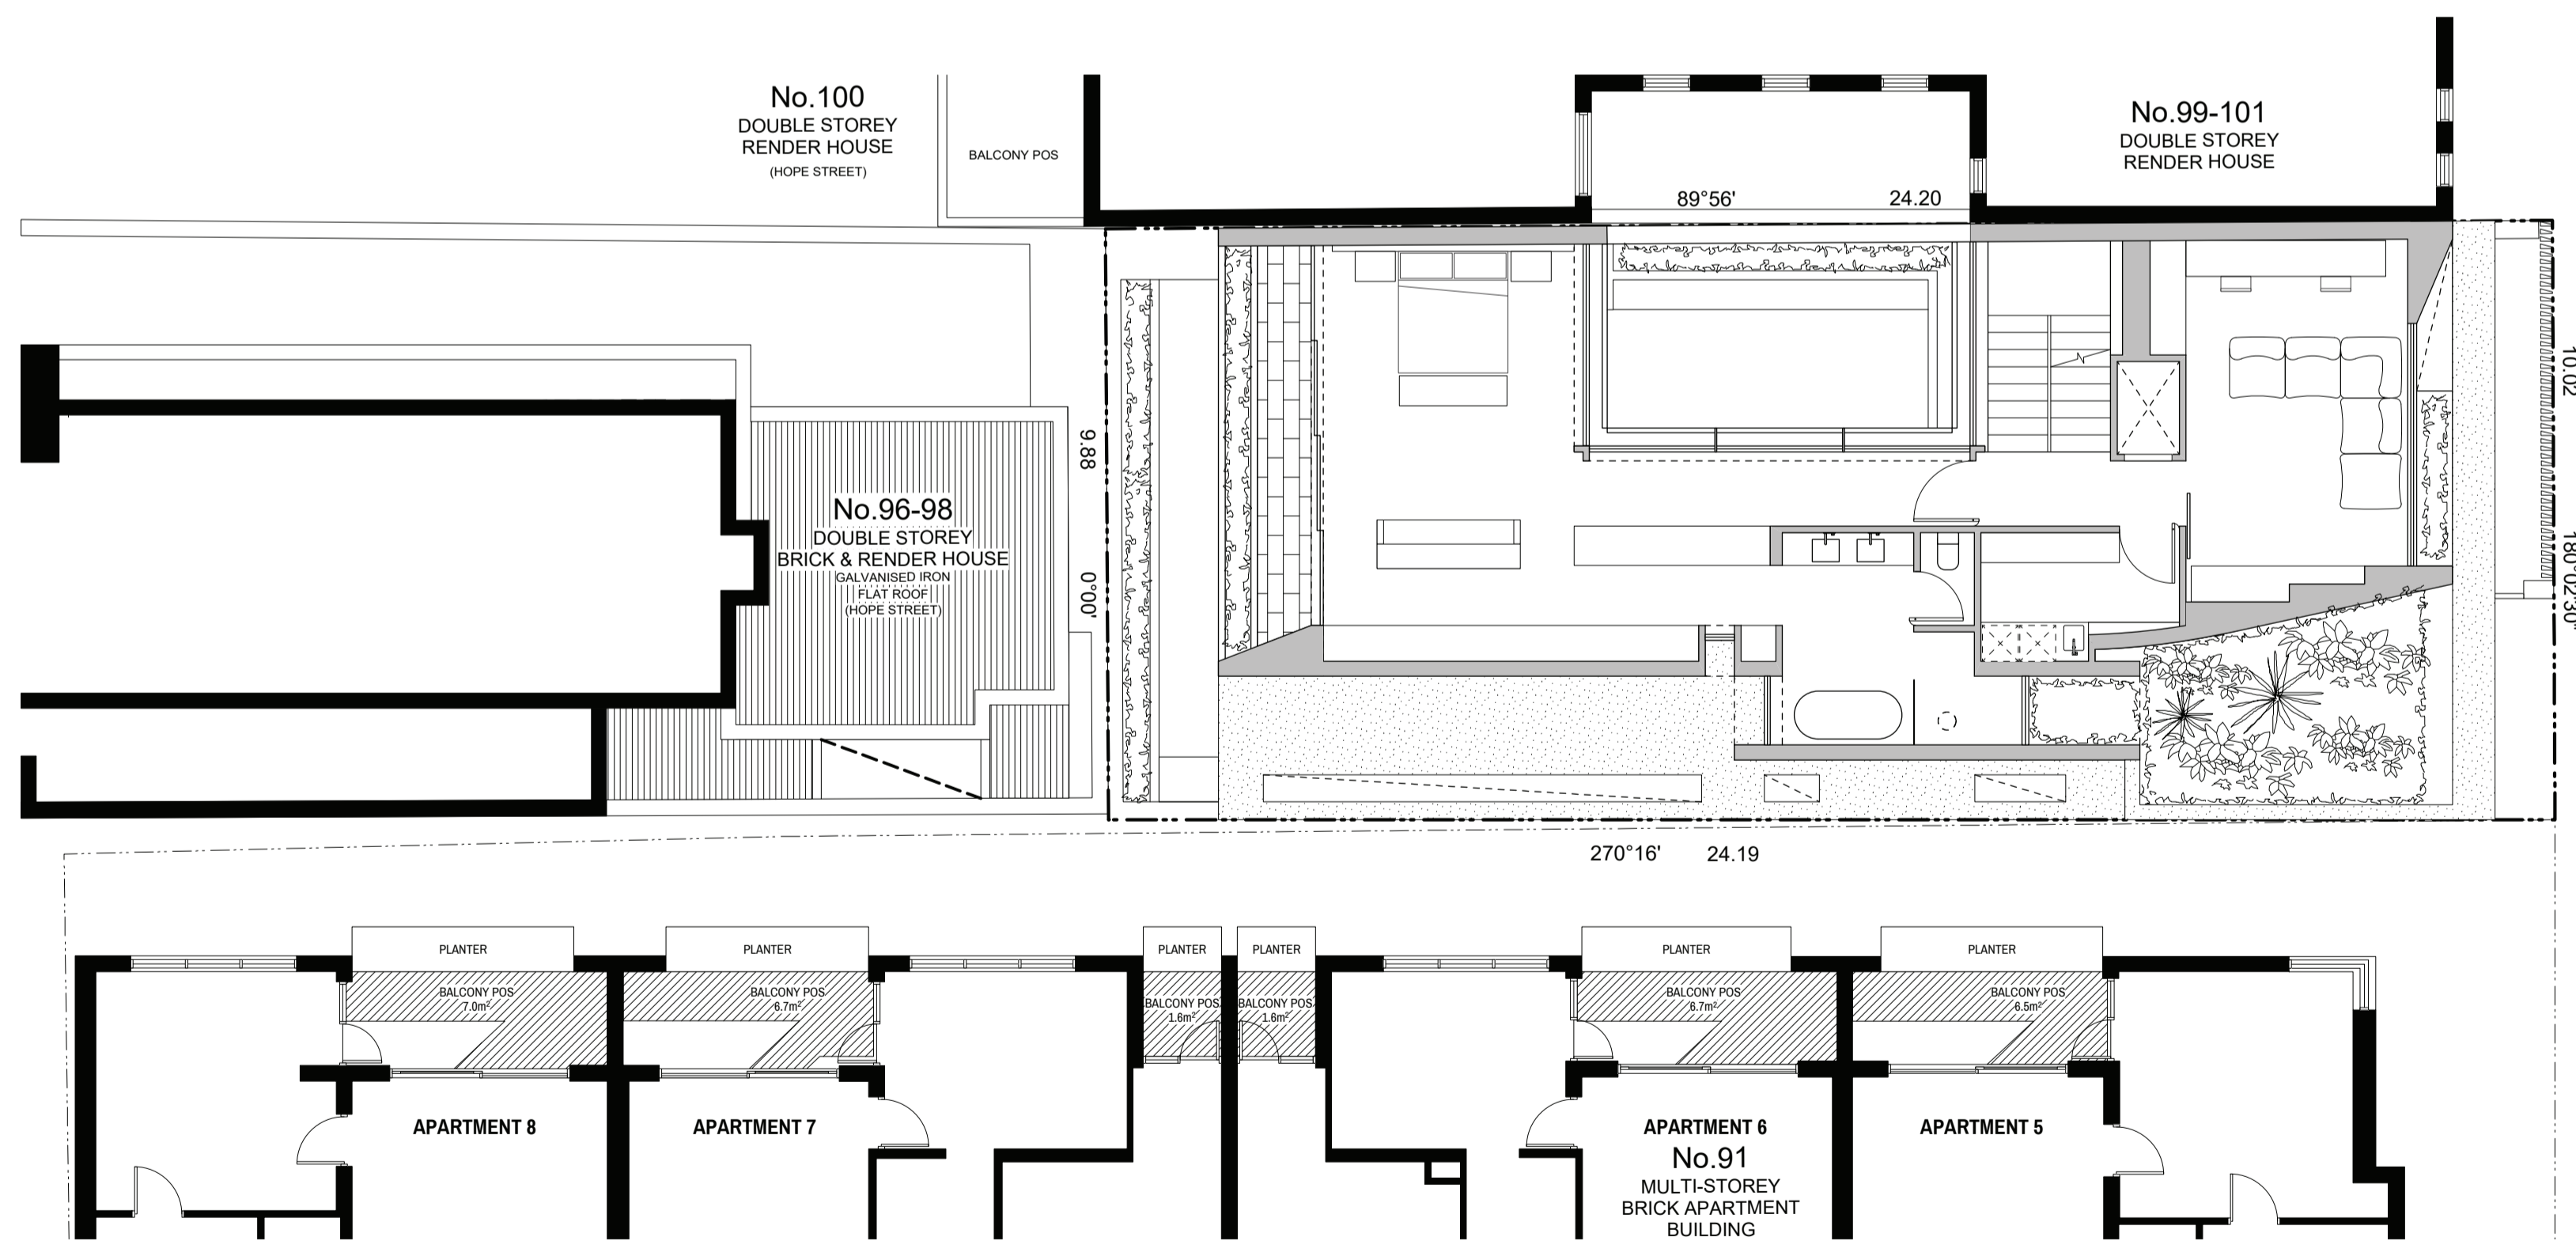 No.100
DOUBLE STOREY
RENDER HOUSE
(HOPE STREET)
BALCONY POS
No.99-101
DOUBLE STOREY
RENDER HOUSE
89°56' 24.20
10.02
180°02'30"
9.88
0°00'
No.96-98
DOUBLE STOREY
BRICK & RENDER HOUSE
GALVANISED IRON
FLAT ROOF
(HOPE STREET)
N
270°16' 24.19
PLANTER
PLANTER
PLANTER
PLANTER
PLANTER
PLANTER
BALCONY POS
7.0m²
BALCONY POS
6.7m²
BALCONY POS
1.6m²
BALCONY POS
1.6m²
BALCONY POS
6.7m²
BALCONY POS
6.5m²
APARTMENT 8
APARTMENT 7
APARTMENT 6
No.91
MULTI-STOREY
BRICK APARTMENT
BUILDING
APARTMENT 5